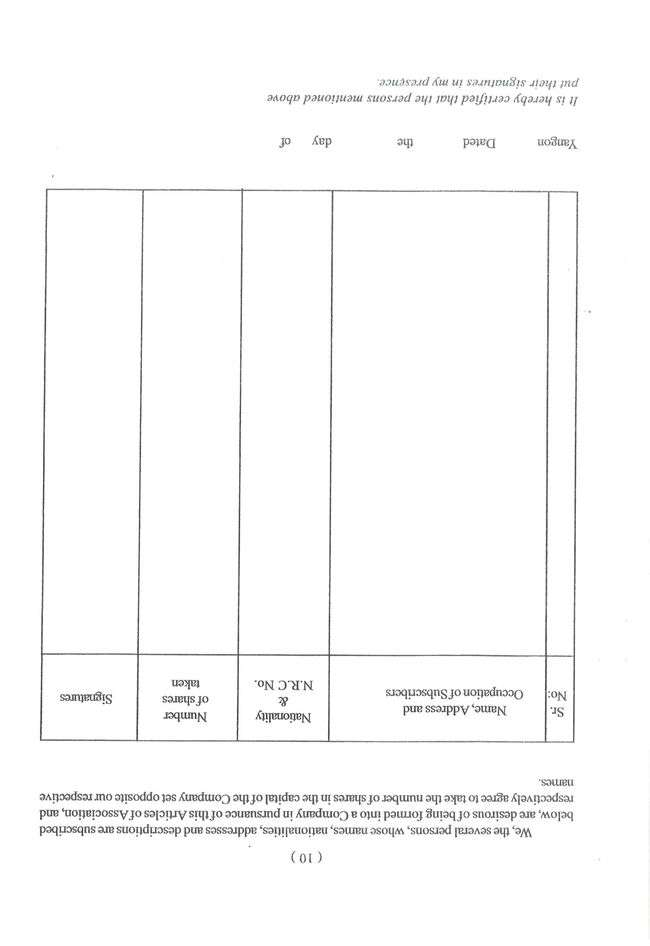 ( 10 )
We, the several persons, whose names, nationalities, addresses and descriptions are subscribed
below, are desirous of being formed into a Company in pursuance of this Articles of Association, and
respectively agree to take the number of shares in the capital of the Company set opposite our respective
names.
Sr.
No:
Name, Address and
Occupation of Subscribers
Nationality
&
N.R.C No.
Number
of shares
taken
Signatures
Yangon Dated the day of
It is hereby certified that the persons mentioned above
put their signatures in my presence.